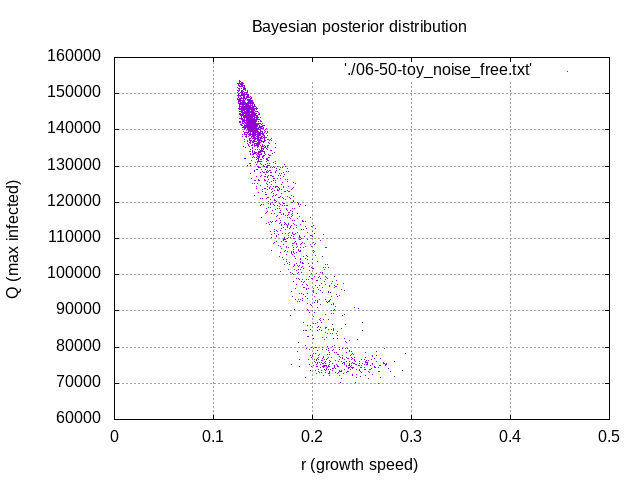 Bayesian posterior distribution
'./06-50-toy_noise_free.txt'
160000
150000
140000
130000
120000
110000
100000
90000
80000
70000
60000
Q (max infected)
0 0.1 0.2 0.3 0.4 0.5
r (growth speed)